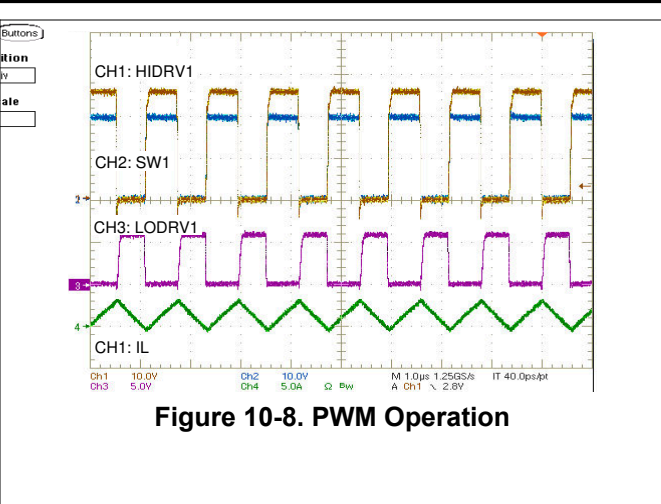 Buttons
ition
ale
CH1: HIDRV1
CH2: SW1
2
CH3: LODRV1
3
4
CH1: IL
Ch1 10.0V Ch2 10.0V M 1.0µs 1.25GS/s IT 40.0ps/pt
Ch3 5.0V Ch4 5.0A Ω Bw A Ch1 ∖ 2.8V
Figure 10-8. PWM Operation